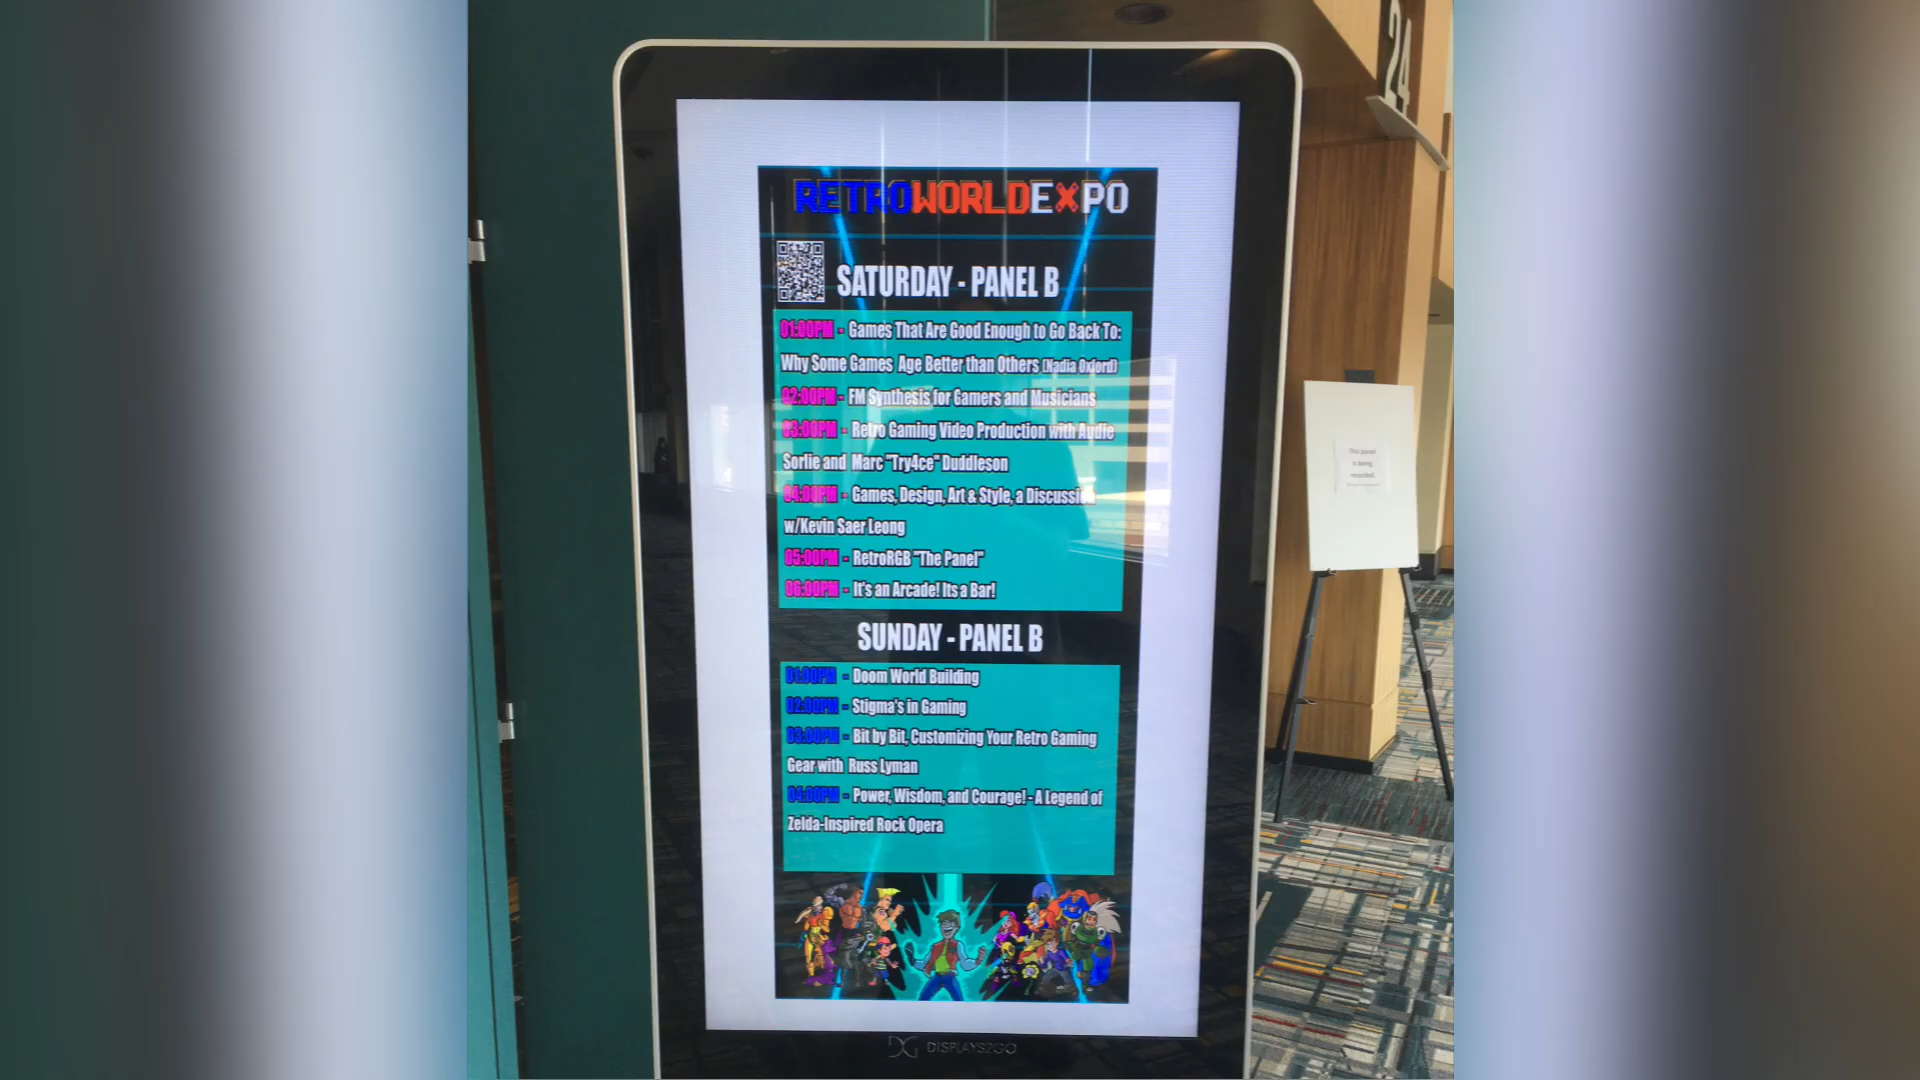 RETROWORLDEXPO
SATURDAY - PANEL B
01:00PM - Games That Are Good Enough to Go Back To:
Why Some Games Age Better than Others (Nadia Oxford)
02:00PM - FM Synthesis for Gamers and Musicians
03:00PM - Retro Gaming Video Production with Audie
Sorlie and Marc "Try4ce" Duddleson
04:00PM - Games, Design, Art & Style, a Discussion
w/Kevin Saer Leong
05:00PM - RetroRGB "The Panel"
06:00PM - It's an Arcade! Its a Bar!
SUNDAY - PANEL B
01:00PM - Doom World Building
02:00PM - Stigma's in Gaming
03:00PM - Bit by Bit, Customizing Your Retro Gaming
Gear with Russ Lyman
04:00PM - Power, Wisdom, and Courage! - A Legend of
Zelda-Inspired Rock Opera
DISPLAYS2GO
24
This panel
is being
recorded.